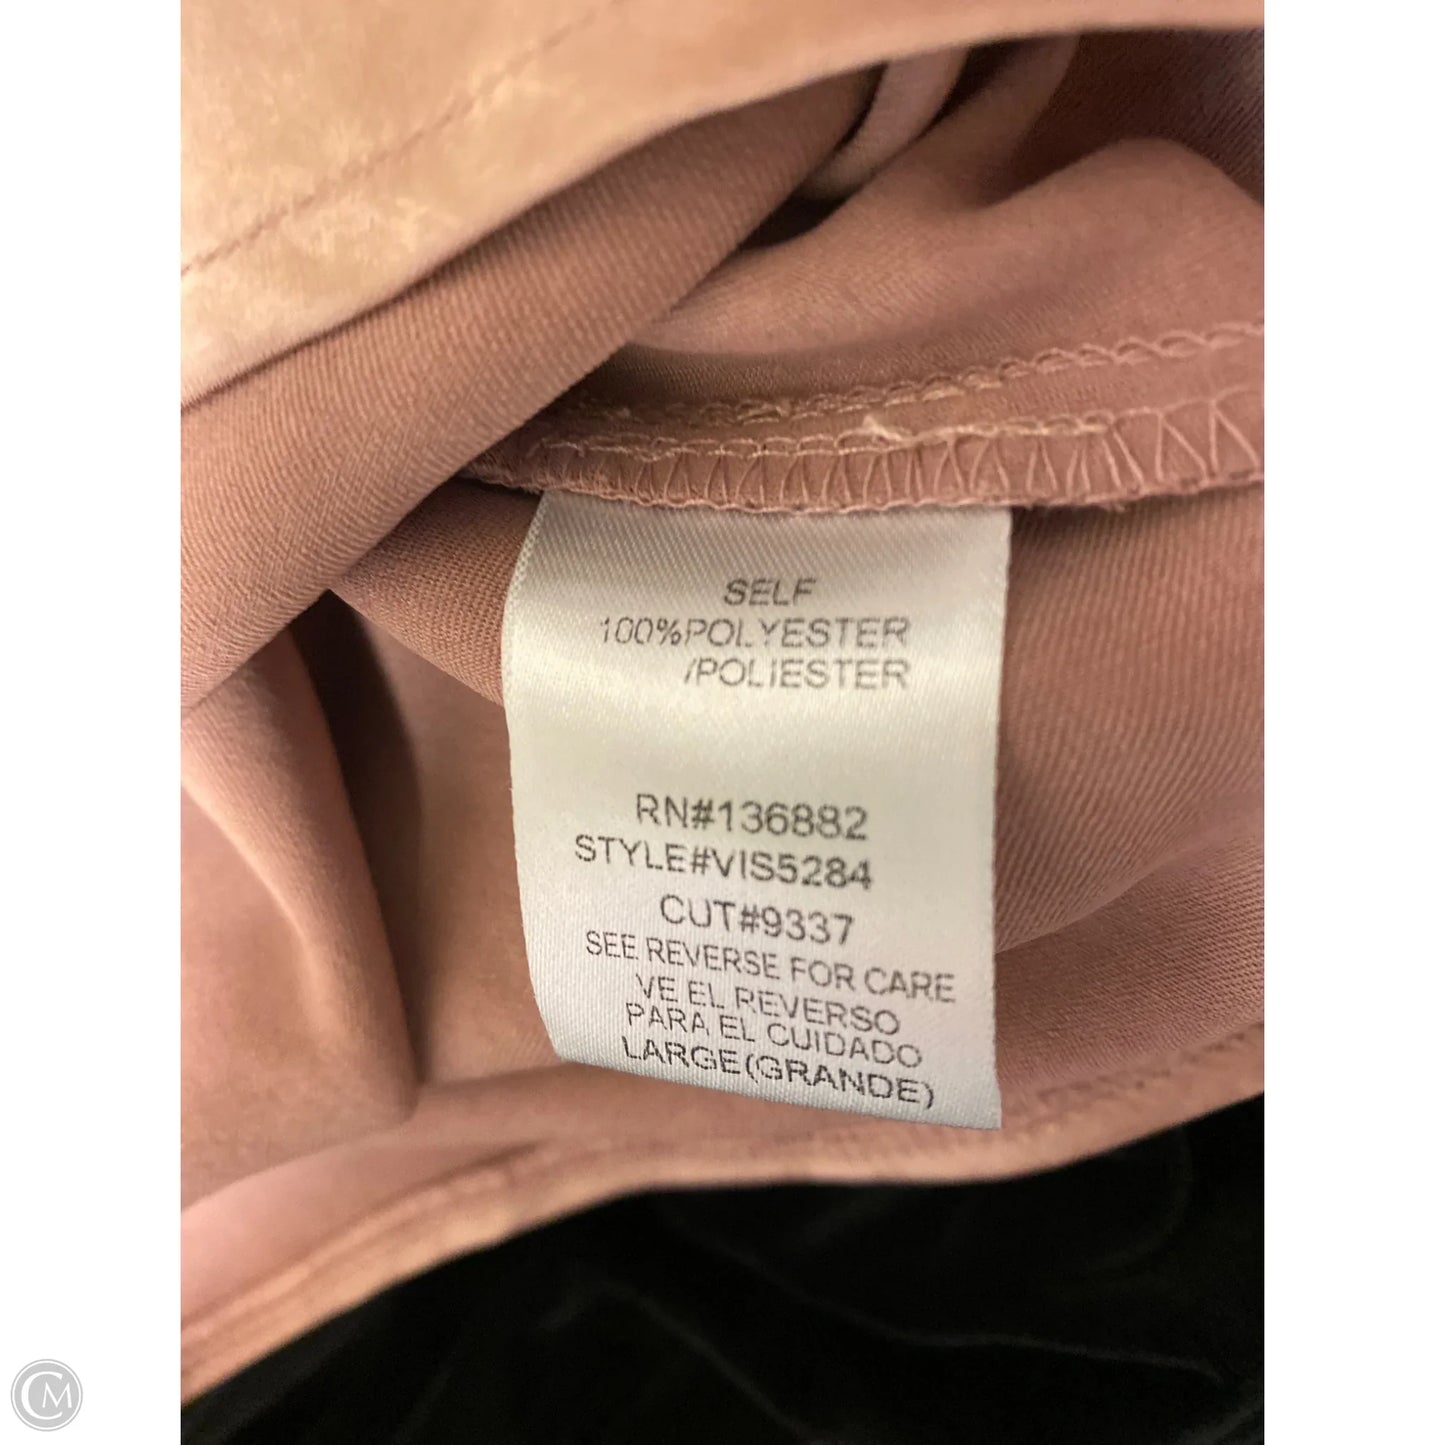 SELF
100%POLYESTER
/POLIESTER
RN#136882
STYLE#VIS5284
CUT#9337
SEE REVERSE FOR CARE
VE EL REVERSO
PARA EL CUIDADO
LARGE(GRANDE)
CM